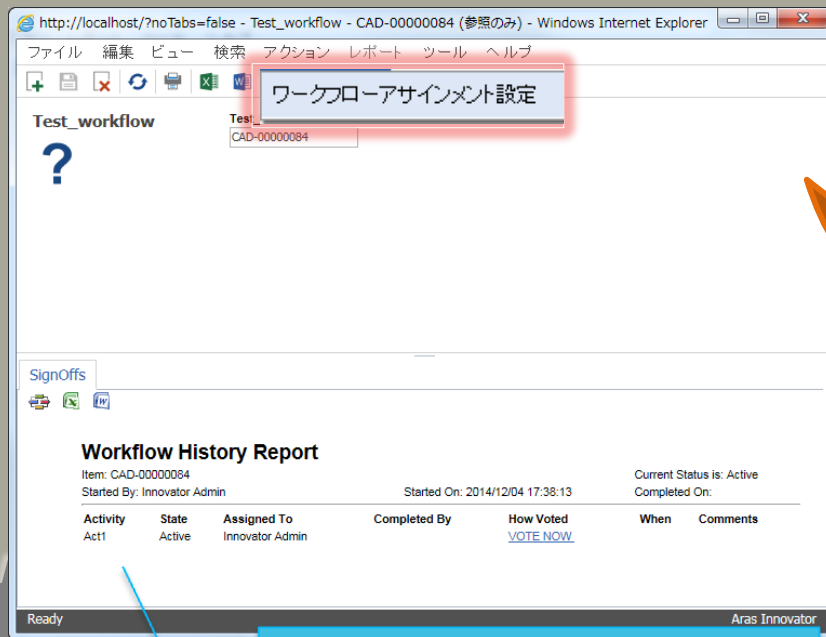 http://localhost/?noTabs=false - Test_workflow - CAD-00000084 (参照のみ) - Windows Internet Explorer
ファイル 編集 ビュー 検索 アクション レポート ツール ヘルプ
ワークフローアサインメント設定
Test_workflow
Test_
CAD-00000084
?
SignOffs
Workflow History Report
Item: CAD-00000084 Current Status is: Active
Started By: Innovator Admin Started On: 2014/12/04 17:38:13 Completed On:
Activity State Assigned To Completed By How Voted When Comments
Act1 Active Innovator Admin VOTE NOW
Ready Aras Innovator